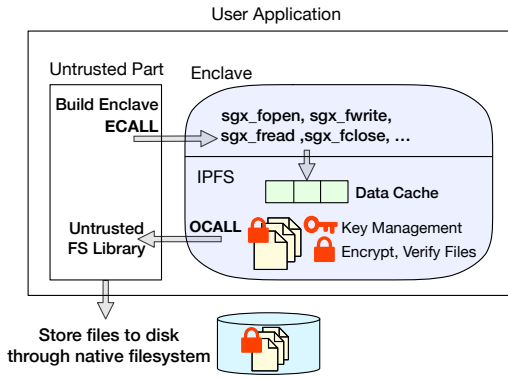 User Application
Untrusted Part
Enclave
Build Enclave
ECALL
sgx_fopen, sgx_fwrite,
sgx_fread ,sgx_fclose, ...
IPFS
Data Cache
Untrusted
FS Library
OCALL
Key Management
Encrypt, Verify Files
Store files to disk
through native filesystem